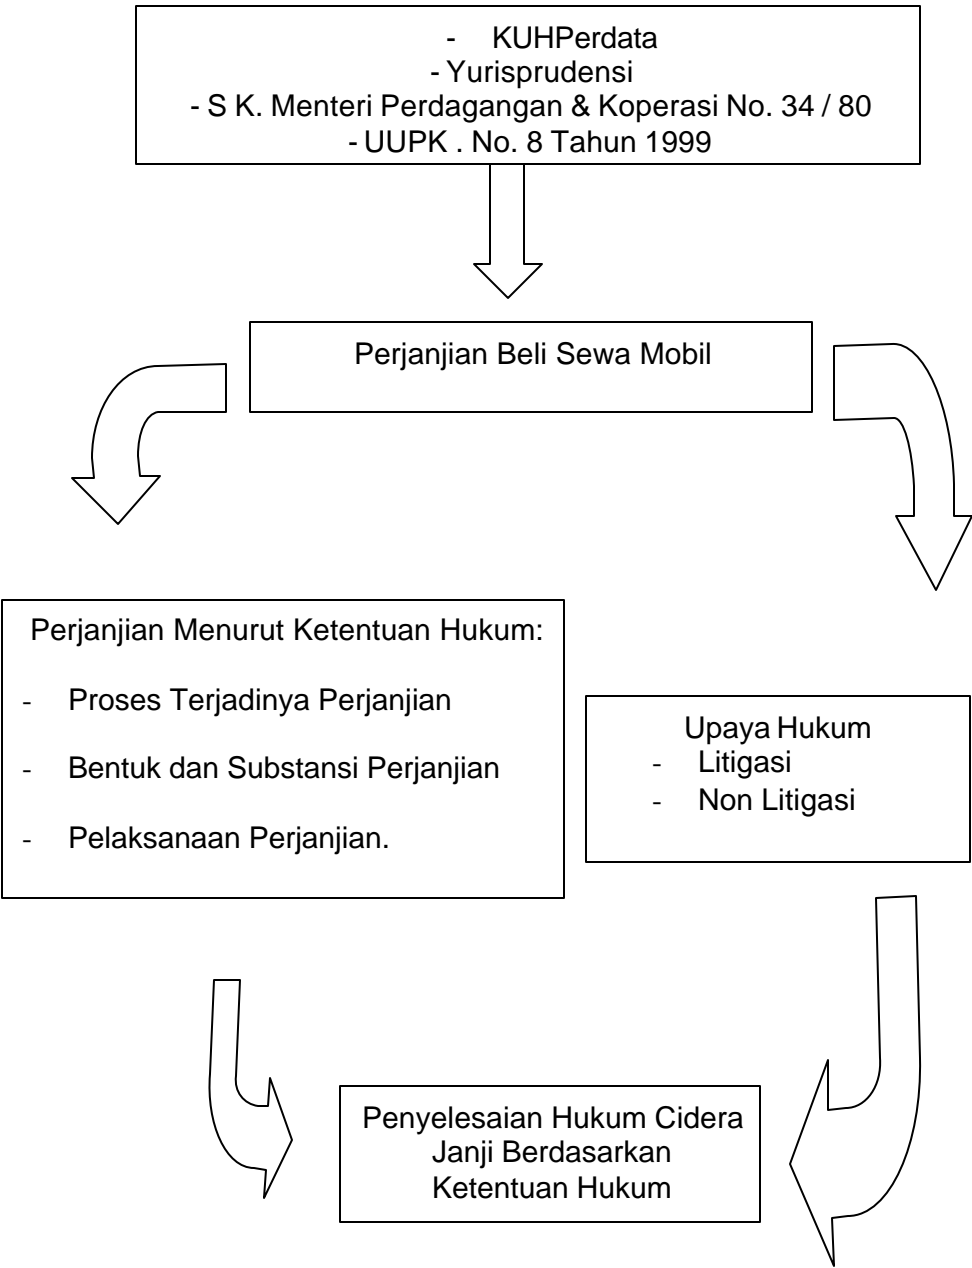 - KUHPerdata
- Yurisprudensi
- S K. Menteri Perdagangan & Koperasi No. 34 / 80
- UUPK . No. 8 Tahun 1999
Perjanjian Beli Sewa Mobil
Perjanjian Menurut Ketentuan Hukum:
- Proses Terjadinya Perjanjian
- Bentuk dan Substansi Perjanjian
- Pelaksanaan Perjanjian.
Upaya Hukum
- Litigasi
- Non Litigasi
Penyelesaian Hukum Cidera
Janji Berdasarkan
Ketentuan Hukum